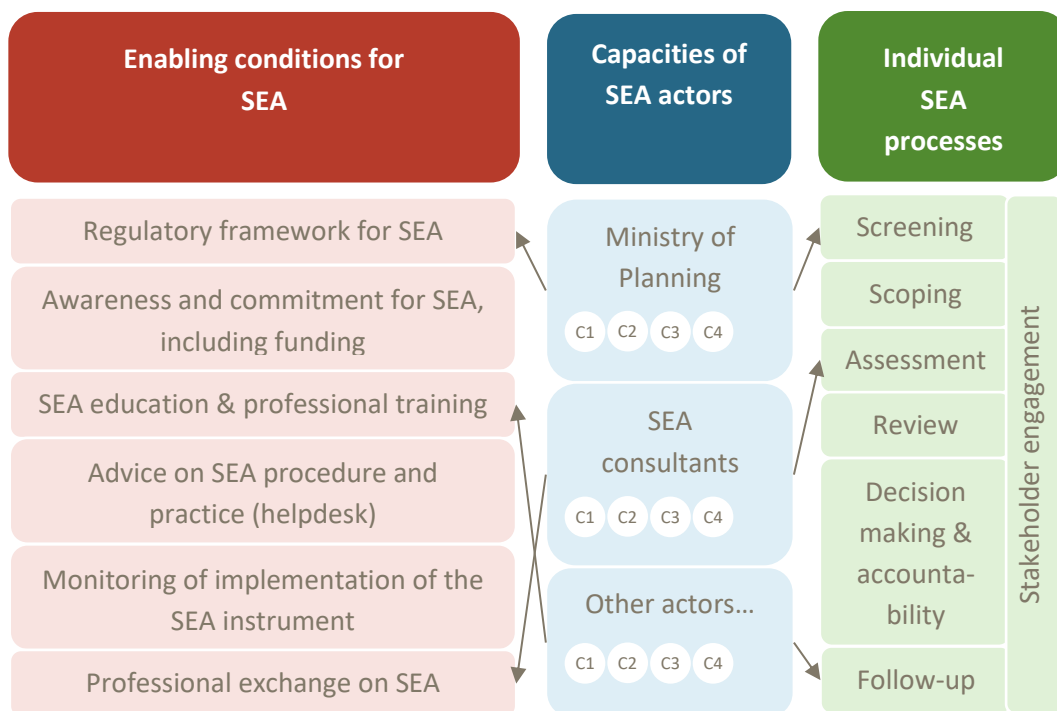 Enabling conditions for
SEA
Capacities of
SEA actors
Individual
SEA
processes
Regulatory framework for SEA
Awareness and commitment for SEA,
including funding
SEA education & professional training
Advice on SEA procedure and
practice (helpdesk)
Monitoring of implementation of the
SEA instrument
Professional exchange on SEA
Ministry of
Planning
C1 C2 C3 C4
SEA
consultants
C1 C2 C3 C4
Other actors...
C1 C2 C3 C4
Screening
Scoping
Assessment
Review
Decision
making &
accounta-
bility
Follow-up
Stakeholder engagement